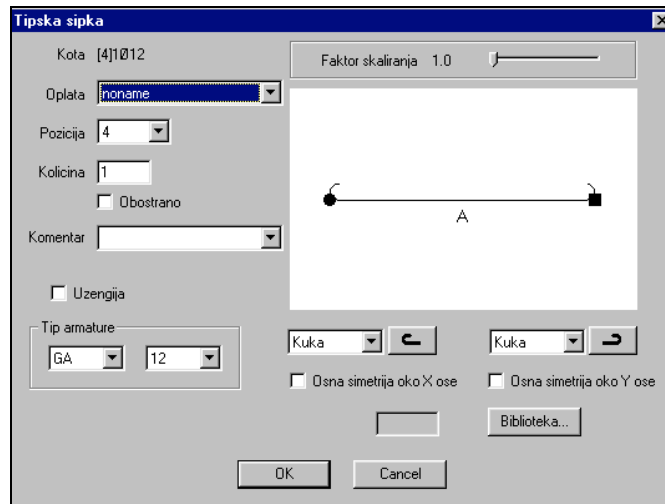 Tipska sipka
Kota [4]1Ø12
Faktor skaliranja 1.0
Oplata noname
Pozicija 4
Kolicina 1
Obostrano
Komentar
A
Uzengija
Tip armature
GA 12
Kuka Kuka
Osna simetrija oko X ose Osna simetrija oko Y ose
Biblioteka...
OK Cancel